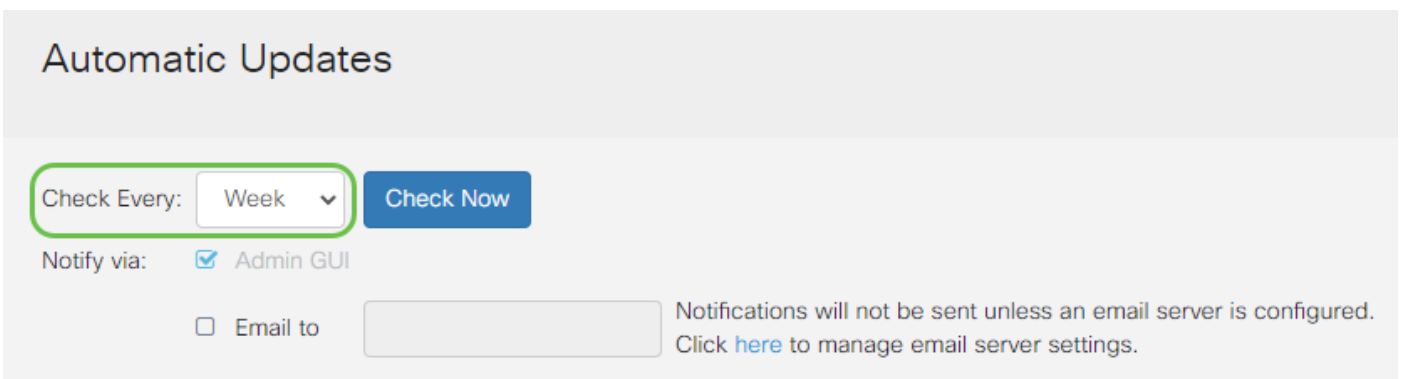 Automatic Updates
Check Every: Week Check Now
Notify via: Admin GUI
Email to
Notifications will not be sent unless an email server is configured.
Click here to manage email server settings.